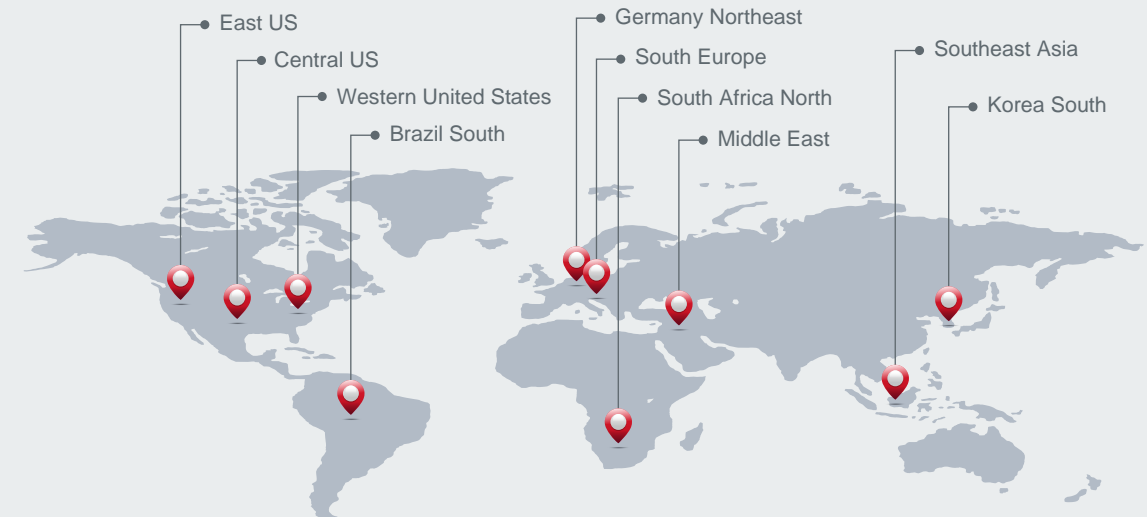 East US
Central US
Western United States
Brazil South
Germany Northeast
South Europe
South Africa North
Middle East
Southeast Asia
Korea South